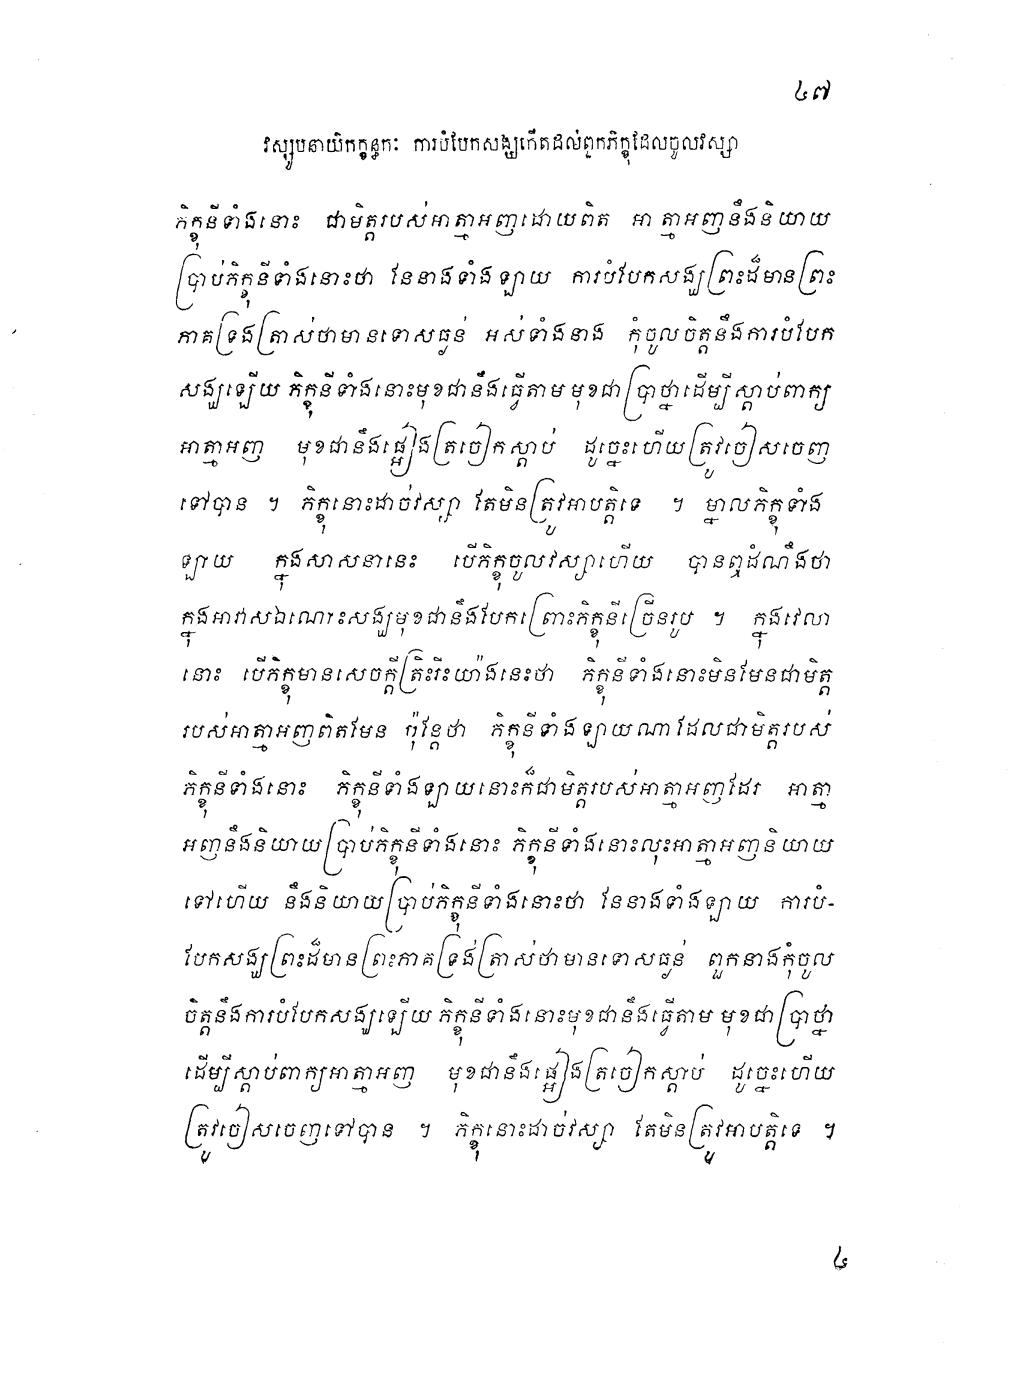 ៤៧
វស្សូបនាយិកក្ខន្ធកៈ ការបំបែកសង្ឃកើតដល់ពួកភិក្ខុដែលចូលវស្សា
ភិក្ខុនីទាំងនោះ ជាមិត្តរបស់អាត្មាអញដោយពិត អាត្មាអញនឹងនិយាយ
ប្រាប់ភិក្ខុនីទាំងនោះថា នែនាងទាំងឡាយ ការបំបែកសង្ឃព្រះដ៏មានព្រះ
ភាគទ្រង់ត្រាស់ថាមានទោសធ្ងន់ អស់ទាំងនាង កុំចូលចិត្តនឹងការបំបែក
សង្ឃឡើយ ភិក្ខុនីទាំងនោះមុខជានឹងធ្វើតាម មុខជាប្រាថ្នាដើម្បីស្តាប់ពាក្យ
អាត្មាអញ មុខជានឹងផ្អៀងត្រចៀកស្តាប់ ដូច្នេះហើយត្រូវចៀសចេញ
ទៅបាន ។ ភិក្ខុនោះដាច់វស្សា តែមិនត្រូវអាបត្តិទេ ។ ម្នាលភិក្ខុទាំង
ឡាយ ក្នុងសាសនានេះ បើភិក្ខុចូលវស្សាហើយ បានឮដំណឹងថា
ក្នុងអាវាសឯណោះសង្ឃមុខជានឹងបែកព្រោះភិក្ខុនីច្រើនរូប ។ ក្នុងវេលា
នោះ បើភិក្ខុមានសេចក្តីត្រិះរិះយ៉ាងនេះថា ភិក្ខុនីទាំងនោះមិនមែនជាមិត្ត
របស់អាត្មាអញពិតមែន ប៉ុន្តែថា ភិក្ខុនីទាំងឡាយណាដែលជាមិត្តរបស់
ភិក្ខុនីទាំងនោះ ភិក្ខុនីទាំងឡាយនោះក៏ជាមិត្តរបស់អាត្មាអញដែរ អាត្មា
អញនឹងនិយាយប្រាប់ភិក្ខុនីទាំងនោះ ភិក្ខុនីទាំងនោះលុះអាត្មាអញនិយាយ
ទៅហើយ នឹងនិយាយប្រាប់ភិក្ខុនីទាំងនោះថា នែនាងទាំងឡាយ ការបំ-
បែកសង្ឃព្រះដ៏មានព្រះភាគទ្រង់ត្រាស់ថាមានទោសធ្ងន់ ពួកនាងកុំចូល
ចិត្តនឹងការបំបែកសង្ឃឡើយ ភិក្ខុនីទាំងនោះមុខជានឹងធ្វើតាម មុខជាប្រាថ្នា
ដើម្បីស្តាប់ពាក្យអាត្មាអញ មុខជានឹងផ្អៀងត្រចៀកស្តាប់ ដូច្នេះហើយ
ត្រូវចៀសចេញទៅបាន ។ ភិក្ខុនោះដាច់វស្សា តែមិនត្រូវអាបត្តិទេ ។
៤